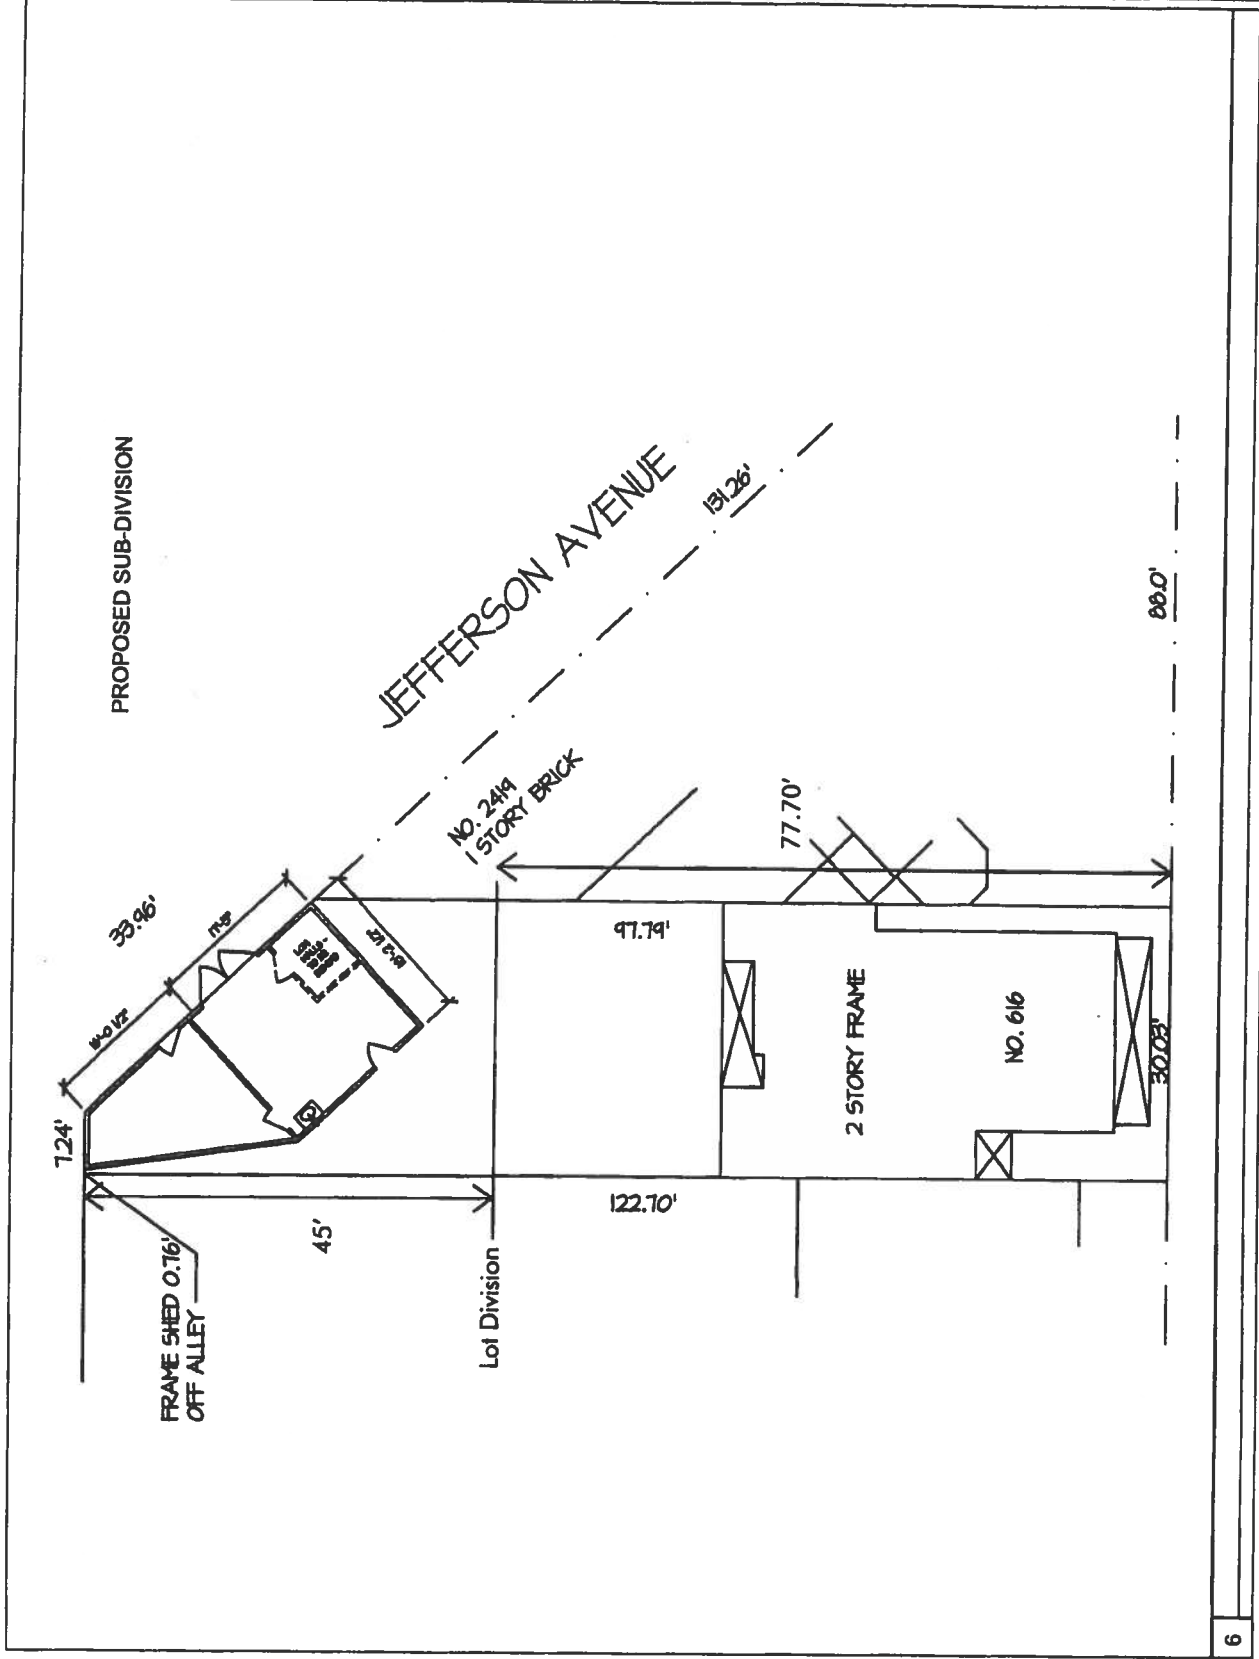 PROPOSED SUB-DIVISION
JEFFERSON AVENUE
131.26'
88.0'
NO. 2419
1 STORY BRICK
77.70'
33.96'
7.24'
97.79'
2 STORY FRAME
NO. 616
30.03'
122.70'
45'
FRAME SHED 0.76'
OFF ALLEY
Lot Division
6